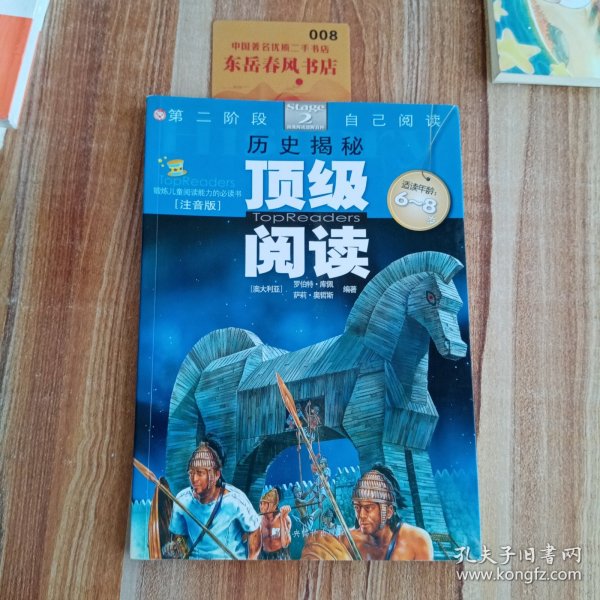 008
中国著名优质二手书店
东岳春风书店
第二阶段
Stage
2
自己阅读
历史揭秘
TopReaders
锻炼儿童阅读能力的必读书
[注音版]
顶级
TopReaders
阅读
适读年龄:
6~8
岁
[澳大利亚]
罗伯特·库佩
萨莉·奥哲斯
编著
孔夫子旧书网
www.kongfz.com